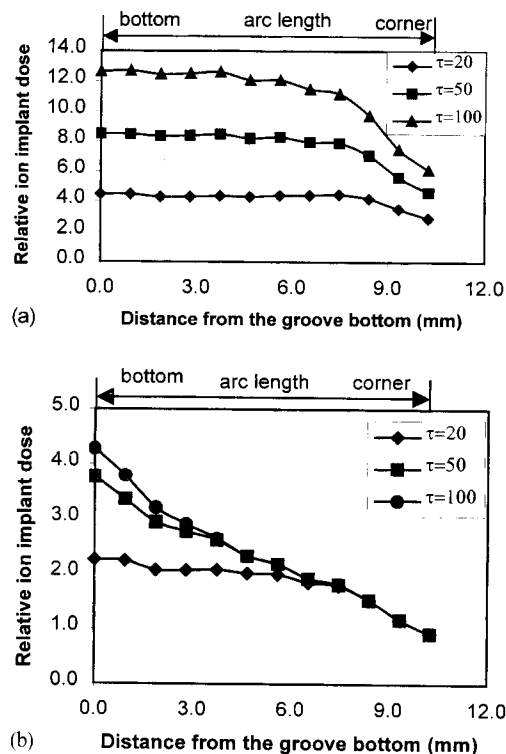 bottom arc length corner
14.0
12.0
10.0
8.0
6.0
4.0
2.0
0.0
Relative ion implant dose
τ=20
τ=50
τ=100
0.0 3.0 6.0 9.0 12.0
(a) Distance from the groove bottom (mm)
bottom arc length corner
5.0
4.0
3.0
2.0
1.0
0.0
Relative ion implant dose
τ=20
τ=50
τ=100
0.0 3.0 6.0 9.0 12.0
(b) Distance from the groove bottom (mm)